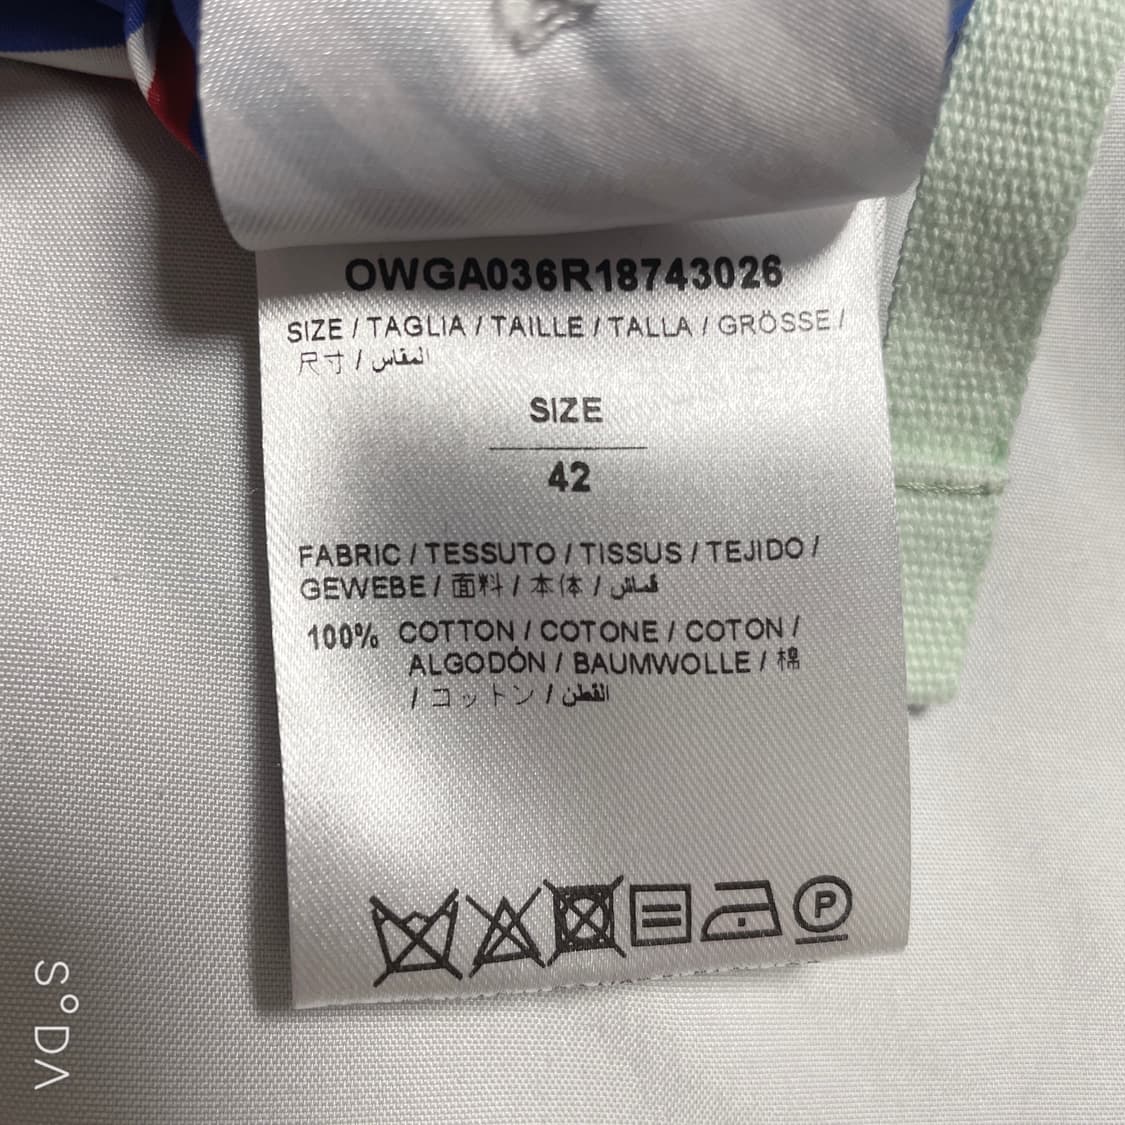 OWGA036R18743026
SIZE / TAGLIA / TAILLE / TALLA / GRÖSSE /
尺寸 / المقاس
SIZE
42
FABRIC / TESSUTO / TISSUS / TEJIDO /
GEWEBE / 面料 / 本体 / قماش
100% COTTON / COTONE / COTON /
ALGODÓN / BAUMWOLLE / 棉
/ コットン / القطن
P